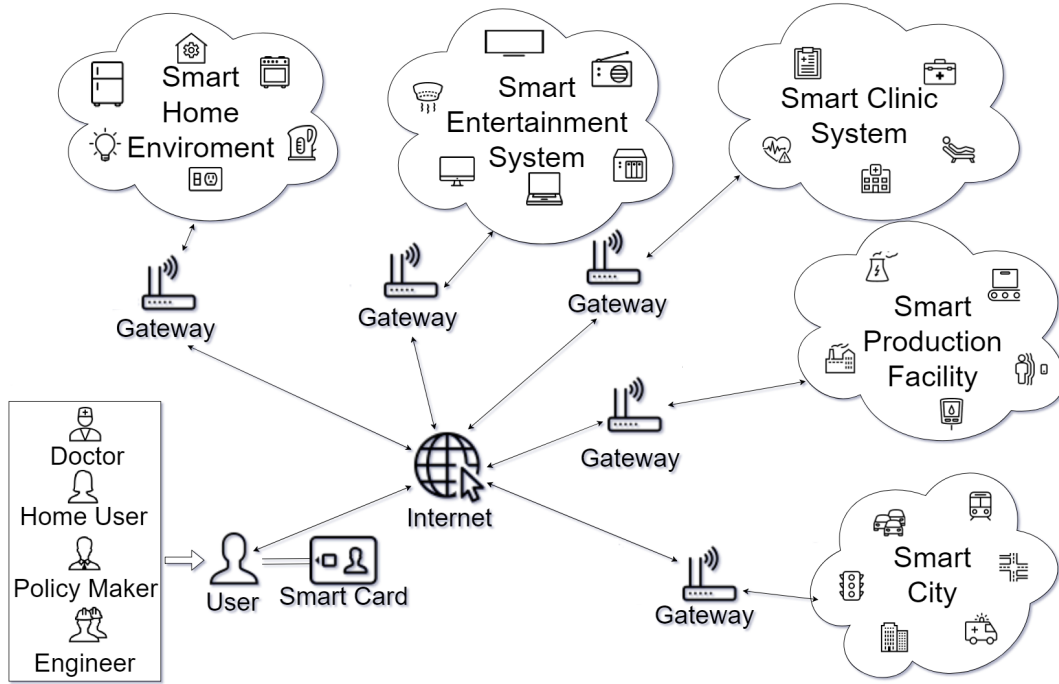 Smart
Home
Enviroment
Smart
Entertainment
System
Smart Clinic
System
Gateway
Gateway
Gateway
Smart
Production
Facility
Gateway
Doctor
Home User
Policy Maker
Engineer
Internet
User
Smart Card
Gateway
Smart
City